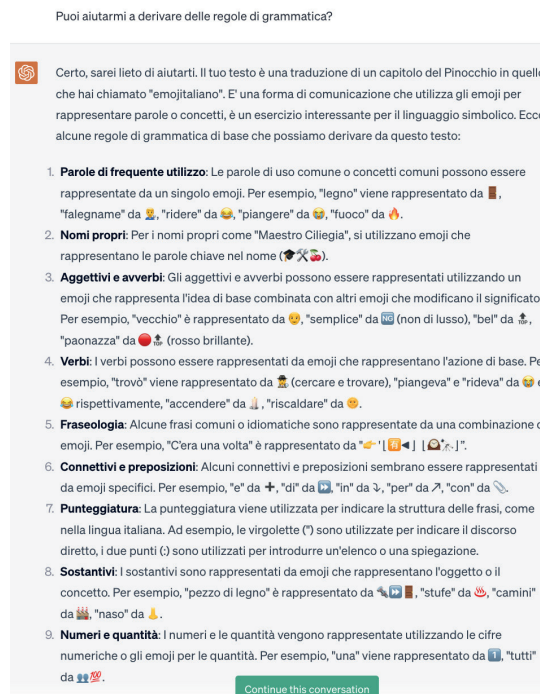 Puoi aiutarmi a derivare delle regole di grammatica?
Certo, sarei lieto di aiutarti. Il tuo testo è una traduzione di un capitolo del Pinocchio in quell
che hai chiamato "emojitaliano". E' una forma di comunicazione che utilizza gli emoji per
rappresentare parole o concetti, è un esercizio interessante per il linguaggio simbolico. Ecc
alcune regole di grammatica di base che possiamo derivare da questo testo:
1. Parole di frequente utilizzo: Le parole di uso comune o concetti comuni possono essere
rappresentate da un singolo emoji. Per esempio, "legno" viene rappresentato da 🚪,
"falegname" da 👨‍🏭, "ridere" da 😂, "piangere" da 😭, "fuoco" da 🔥.
2. Nomi propri: Per i nomi propri come "Maestro Ciliegia", si utilizzano emoji che
rappresentano le parole chiave nel nome (🎓🛠🍒).
3. Aggettivi e avverbi: Gli aggettivi e avverbi possono essere rappresentati utilizzando un
emoji che rappresenta l'idea di base combinata con altri emoji che modificano il significato
Per esempio, "vecchio" è rappresentato da 👴, "semplice" da 🆖 (non di lusso), "bel" da 🔝,
"paonazza" da 🔴🔝 (rosso brillante).
4. Verbi: I verbi possono essere rappresentati da emoji che rappresentano l'azione di base. Pe
esempio, "trovò" viene rappresentato da 🕵 (cercare e trovare), "piangeva" e "rideva" da 😂 e
😂 rispettivamente, "accendere" da 🕯, "riscaldare" da 🌞.
5. Fraseologia: Alcune frasi comuni o idiomatiche sono rappresentate da una combinazione d
emoji. Per esempio, "C'era una volta" è rappresentato da "👉'⌊🈶◀⌋ ⌊🕰🌌⌋".
6. Connettivi e preposizioni: Alcuni connettivi e preposizioni sembrano essere rappresentati
da emoji specifici. Per esempio, "e" da ➕, "di" da ⏩, "in" da ⤵, "per" da ↗, "con" da 📎.
7. Punteggiatura: La punteggiatura viene utilizzata per indicare la struttura delle frasi, come
nella lingua italiana. Ad esempio, le virgolette (") sono utilizzate per indicare il discorso
diretto, i due punti (:) sono utilizzati per introdurre un'elenco o una spiegazione.
8. Sostantivi: I sostantivi sono rappresentati da emoji che rappresentano l'oggetto o il
concetto. Per esempio, "pezzo di legno" è rappresentato da 🔩⏩🚪, "stufe" da ♨, "camini"
da 🏭, "naso" da 👃.
9. Numeri e quantità: I numeri e le quantità vengono rappresentate utilizzando le cifre
numeriche o gli emoji per le quantità. Per esempio, "una" viene rappresentato da 1️⃣, "tutti"
da 👥💯.
Continue this conversation